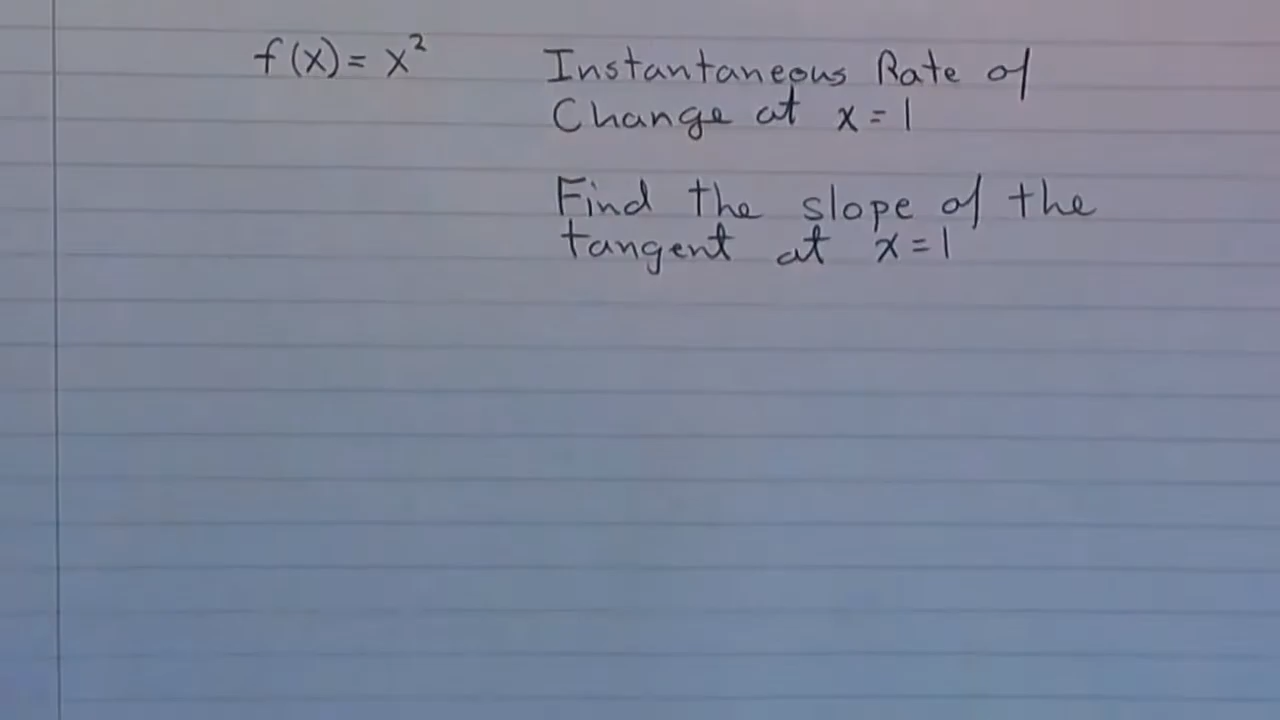 f(x) = x²
Instantaneous Rate of
Change at x = 1
Find the slope of the
tangent at x = 1